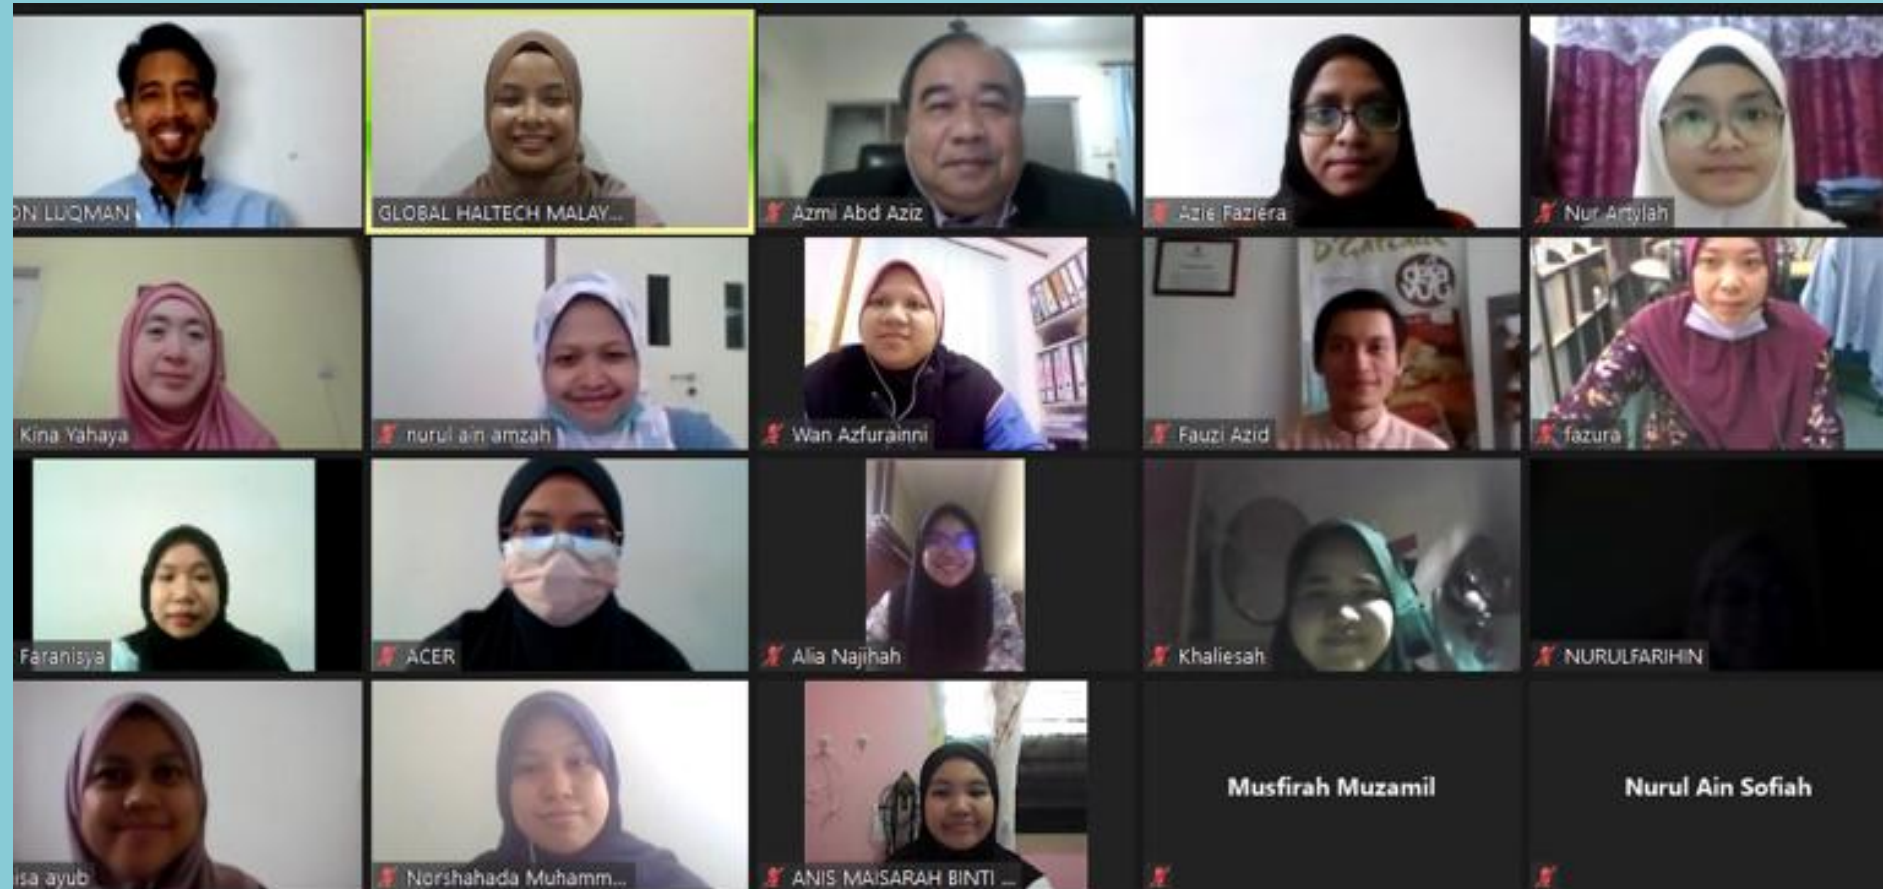 ON LUQMAN
GLOBAL HALTECH MALAY...
Azmi Abd Aziz
Azie Faziera
Nur Artylah
Kina Yahaya
nurul ain amzah
Wan Azfurainni
D'GATEAUX
Fauzi Azid
fazura
Faranisya
ACER
Alia Najihah
Khaliesah
NURULFARIHIN
isa ayub
Norshahada Muhamm...
ANIS MAISARAH BINTI ...
Musfirah Muzamil
Nurul Ain Sofiah